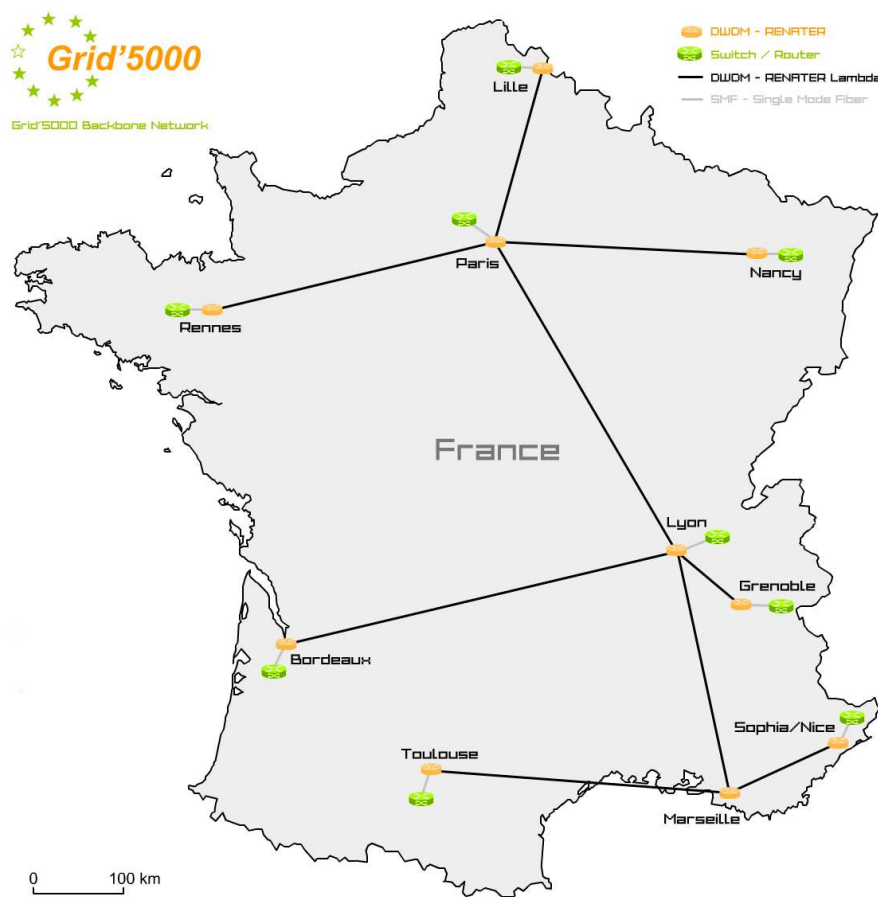 Grid'5000
Grid'5000 Backbone Network
DWDM - RENATER
Switch / Router
DWDM - RENATER Lambda
SMF - Single Mode Fiber
Lille
Paris
Nancy
Rennes
France
Lyon
Grenoble
Bordeaux
Sophia/Nice
Toulouse
Marseille
0 100 km